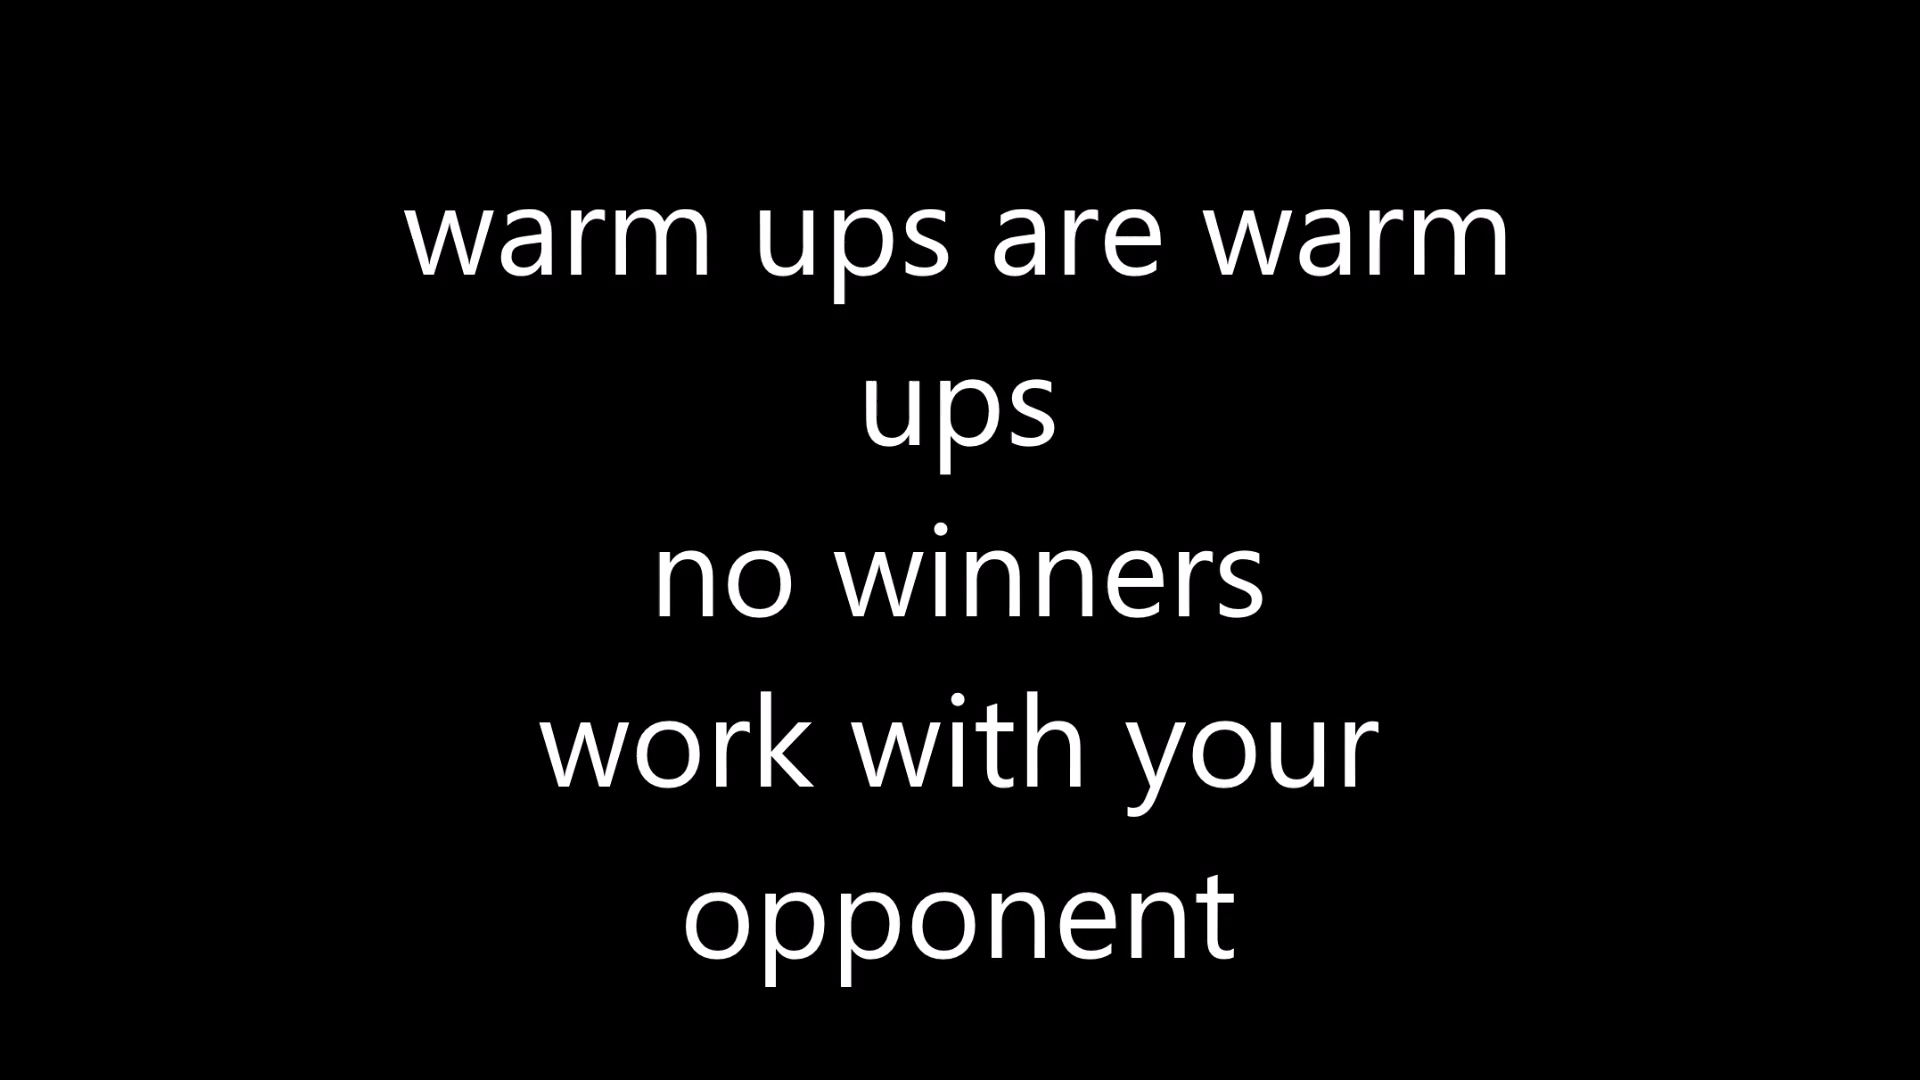 warm ups are warm
ups
no winners
work with your
opponent